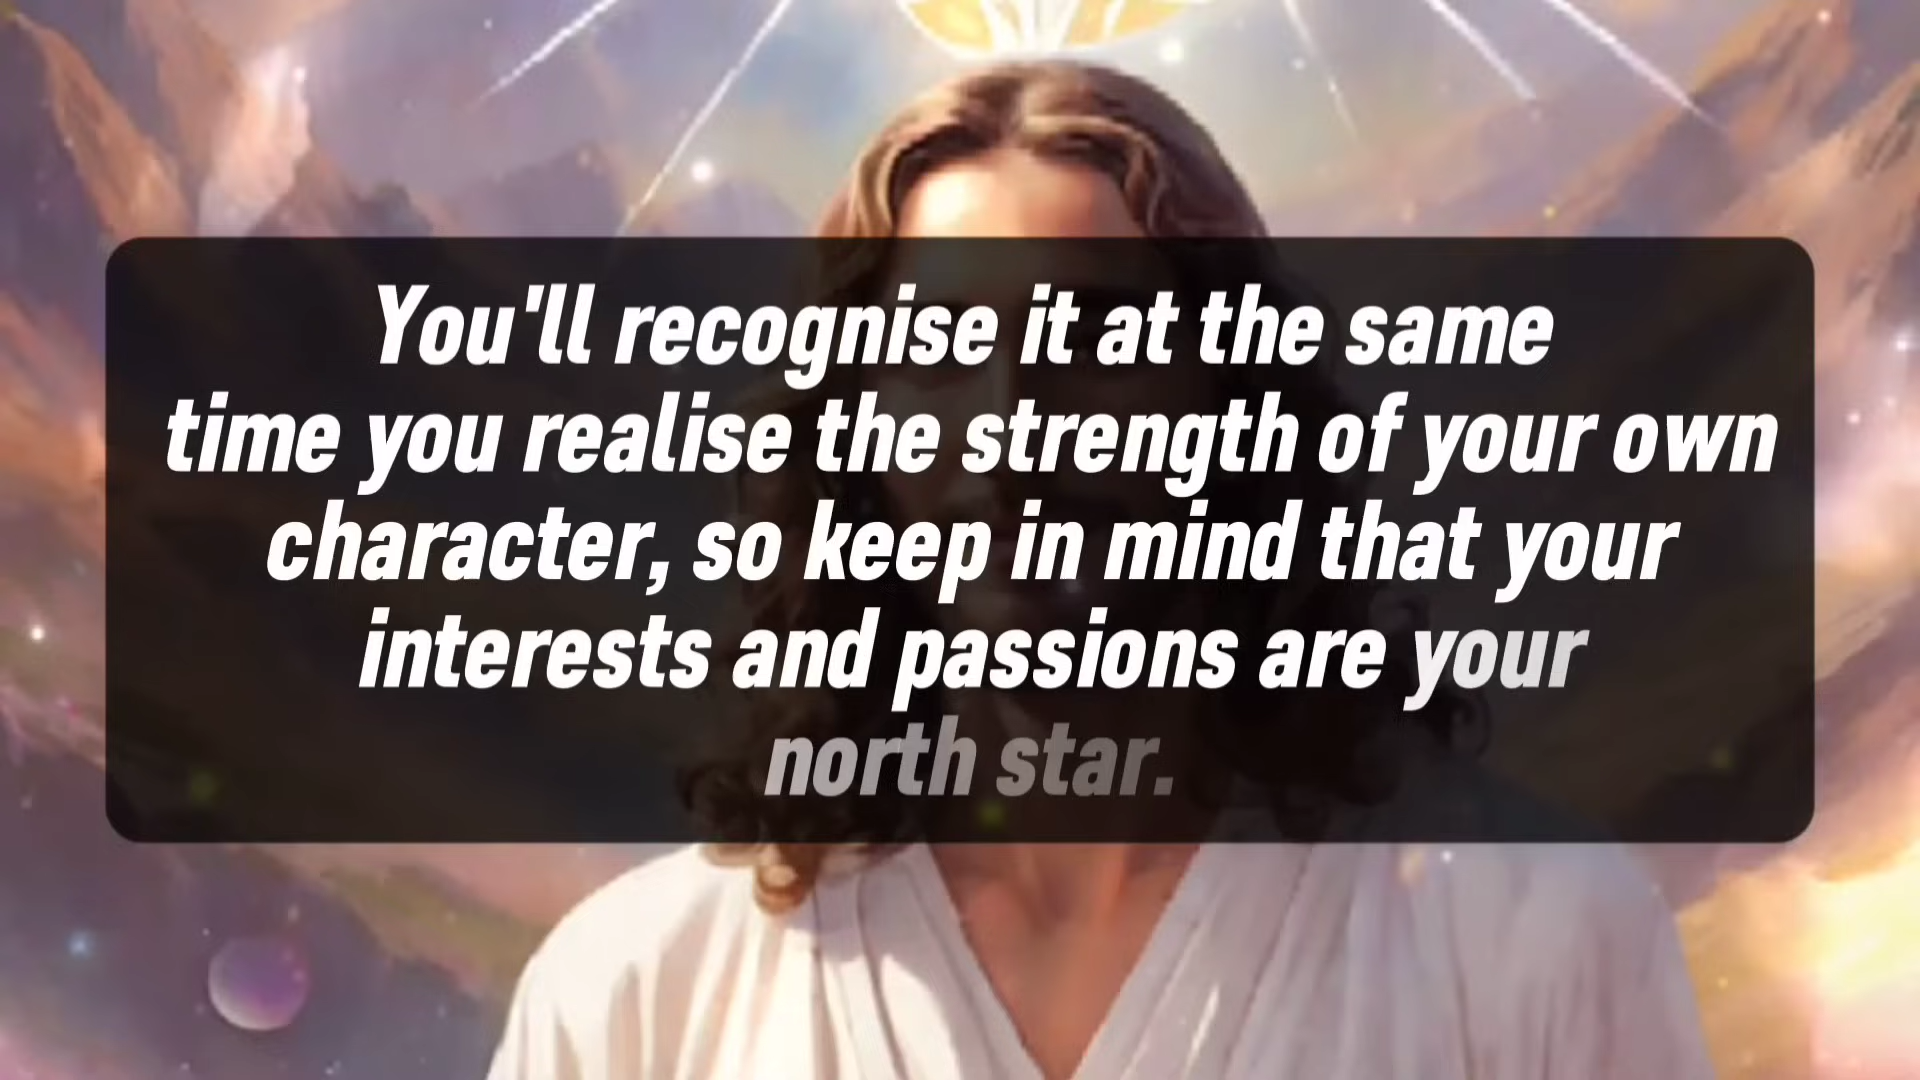 You'll recognise it at the same
time you realise the strength of your own
character, so keep in mind that your
interests and passions are your
north star.